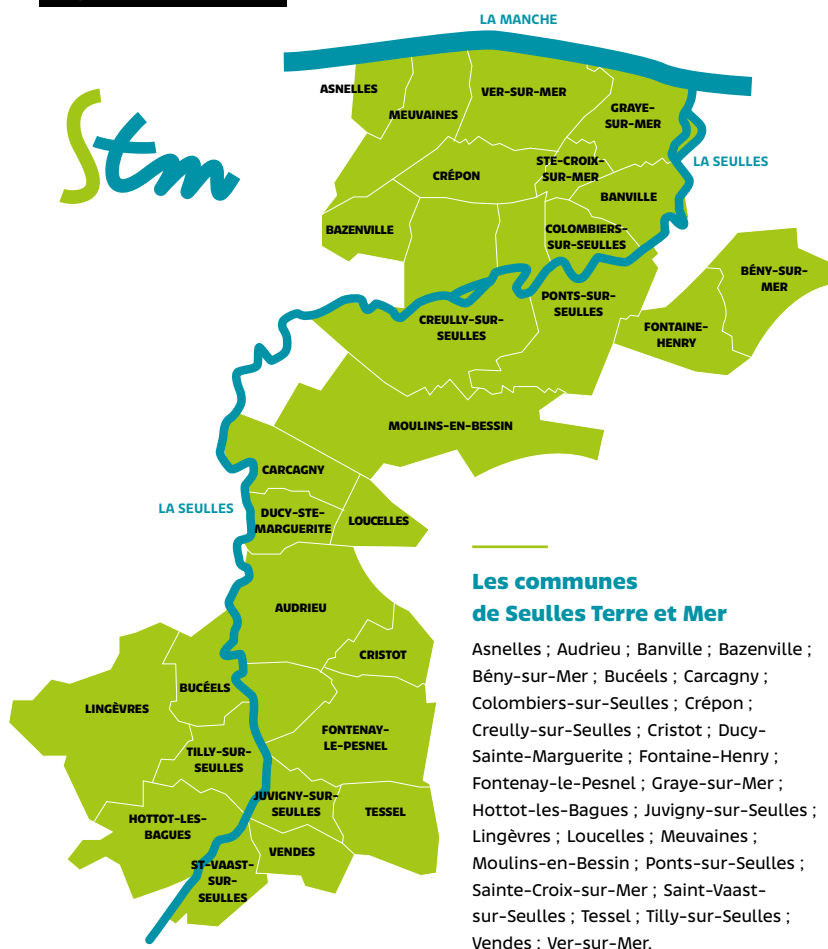 LA MANCHE
ASNELLES
MEUVAINES
VER-SUR-MER
GRAYE-
SUR-MER
Stm
LA SEULLES
CRÉPON
STE-CROIX-
SUR-MER
BANVILLE
BAZENVILLE
COLOMBIERS-
SUR-SEULLES
BÉNY-SUR-
MER
PONTS-SUR-
SEULLES
CREULLY-SUR-
SEULLES
FONTAINE-
HENRY
MOULINS-EN-BESSIN
CARCAGNY
LA SEULLES
DUCY-STE-
MARGUERITE
LOUCELLES
AUDRIEU
CRISTOT
BUCÉELS
LINGÈVRES
FONTENAY-
LE-PESNEL
TILLY-SUR-
SEULLES
JUVIGNY-SUR-
SEULLES
TESSEL
HOTTOT-LES-
BAGUES
VENDES
ST-VAAST-
SUR-
SEULLES
Les communes
de Seulles Terre et Mer
Asnelles ; Audrieu ; Banville ; Bazenville ;
Bény-sur-Mer ; Bucéels ; Carcagny ;
Colombiers-sur-Seulles ; Crépon ;
Creully-sur-Seulles ; Cristot ; Ducy-
Sainte-Marguerite ; Fontaine-Henry ;
Fontenay-le-Pesnel ; Graye-sur-Mer ;
Hottot-les-Bagues ; Juvigny-sur-Seulles ;
Lingèvres ; Loucelles ; Meuvaines ;
Moulins-en-Bessin ; Ponts-sur-Seulles ;
Sainte-Croix-sur-Mer ; Saint-Vaast-
sur-Seulles ; Tessel ; Tilly-sur-Seulles ;
Vendes ; Ver-sur-Mer.